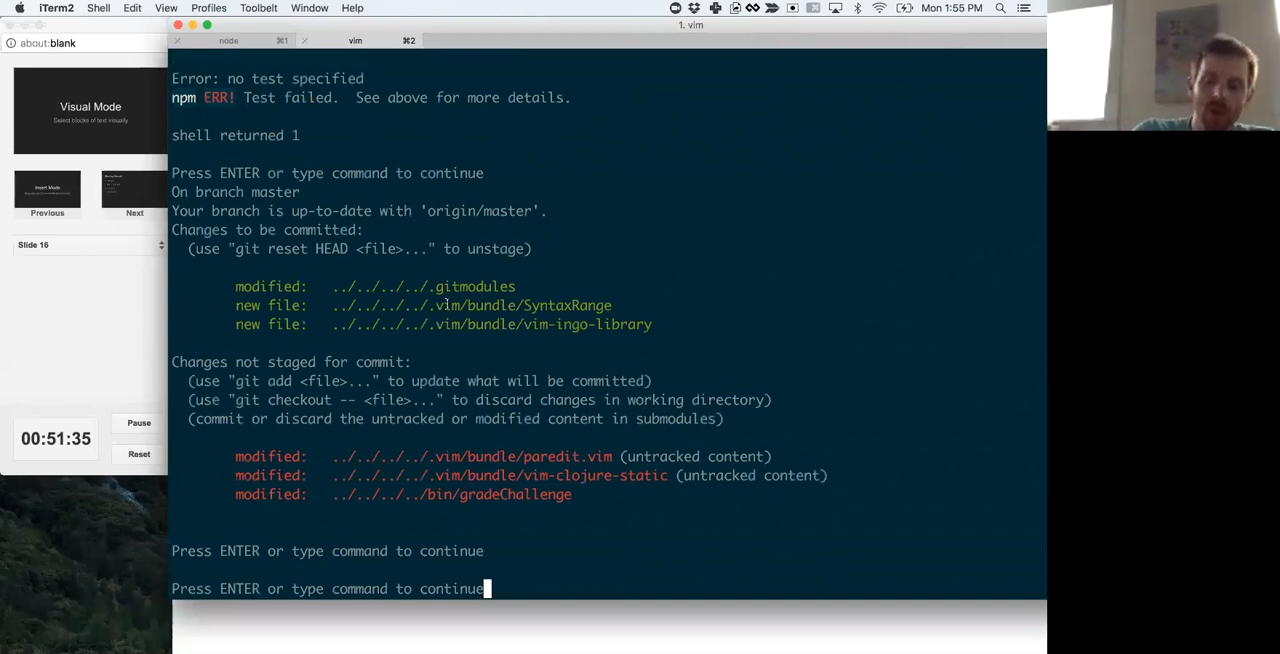 iTerm2 Shell Edit View Profiles Toolbelt Window Help Mon 1:55 PM
1. vim
about:blank
node ⌘1 vim ⌘2
Visual Mode
Select blocks of text visually
Insert Mode
Previous Next
Slide 16
00:51:35
Pause
Reset
Error: no test specified
npm ERR! Test failed.  See above for more details.
shell returned 1
Press ENTER or type command to continue
On branch master
Your branch is up-to-date with 'origin/master'.
Changes to be committed:
(use "git reset HEAD <file>..." to unstage)
modified:   ../../../../.gitmodules
new file:   ../../../../.vim/bundle/SyntaxRange
new file:   ../../../../.vim/bundle/vim-ingo-library
Changes not staged for commit:
(use "git add <file>..." to update what will be committed)
(use "git checkout -- <file>..." to discard changes in working directory)
(commit or discard the untracked or modified content in submodules)
modified:   ../../../../.vim/bundle/paredit.vim (untracked content)
modified:   ../../../../.vim/bundle/vim-clojure-static (untracked content)
modified:   ../../../../bin/gradeChallenge
Press ENTER or type command to continue
Press ENTER or type command to continue